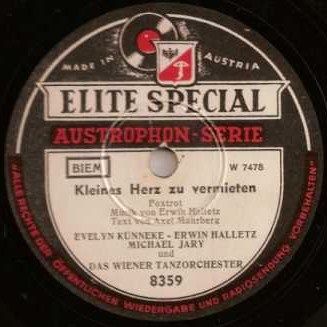 MADE IN AUSTRIA
ELITE SPECIAL
AUSTROPHON-SERIE
BIEM
W 7478
Kleines Herz zu vermieten
Foxtrot
Musik von Erwin Halletz
Text von Axel Mahrberg
EVELYN KÜNNEKE - ERWIN HALLETZ
MICHAEL JARY
und
DAS WIENER TANZORCHESTER
8359
"ALLE RECHTE DER ÖFFENTLICHEN WIEDERGABE UND RADIOSENDUNG VORBEHALTEN"